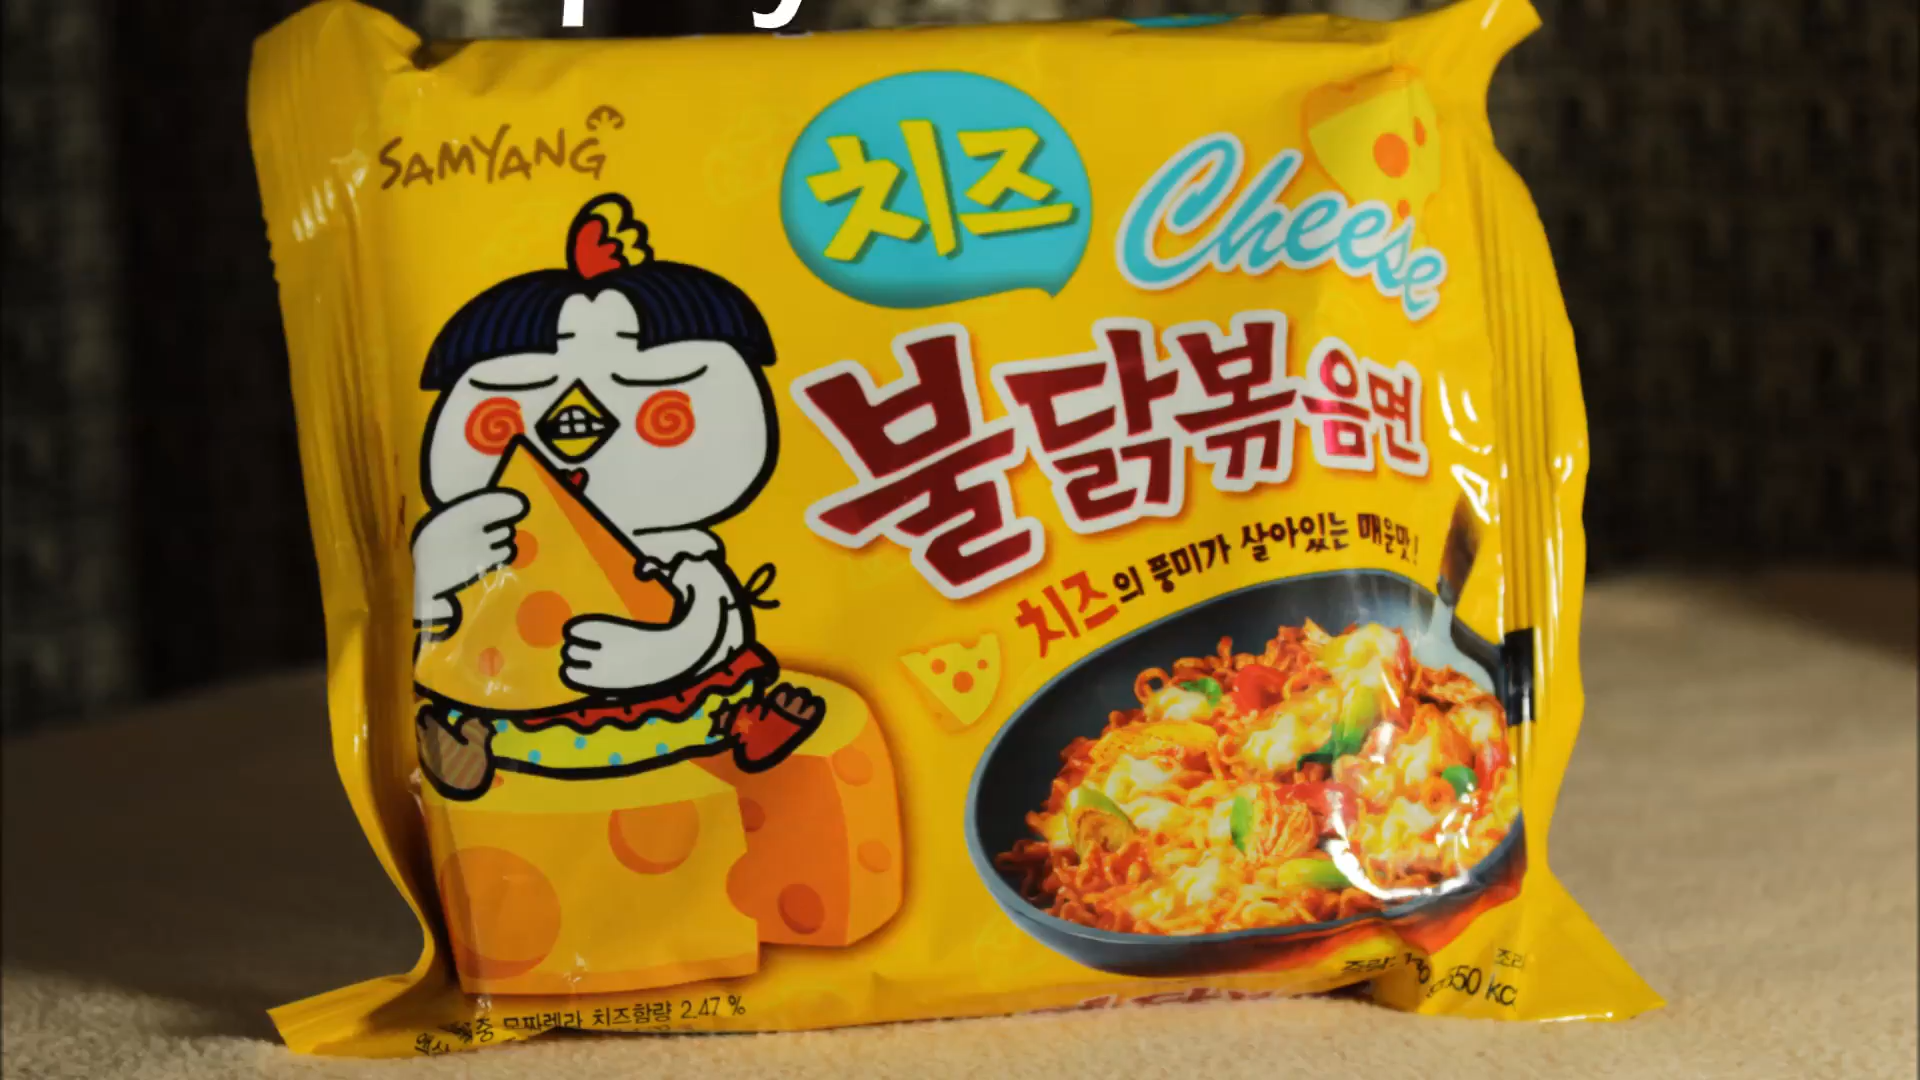 SAMYANG
치즈
Cheese
불닭볶음면
치즈의 풍미가 살아있는 매운맛!
모짜렐라 치즈함량 2.47 %